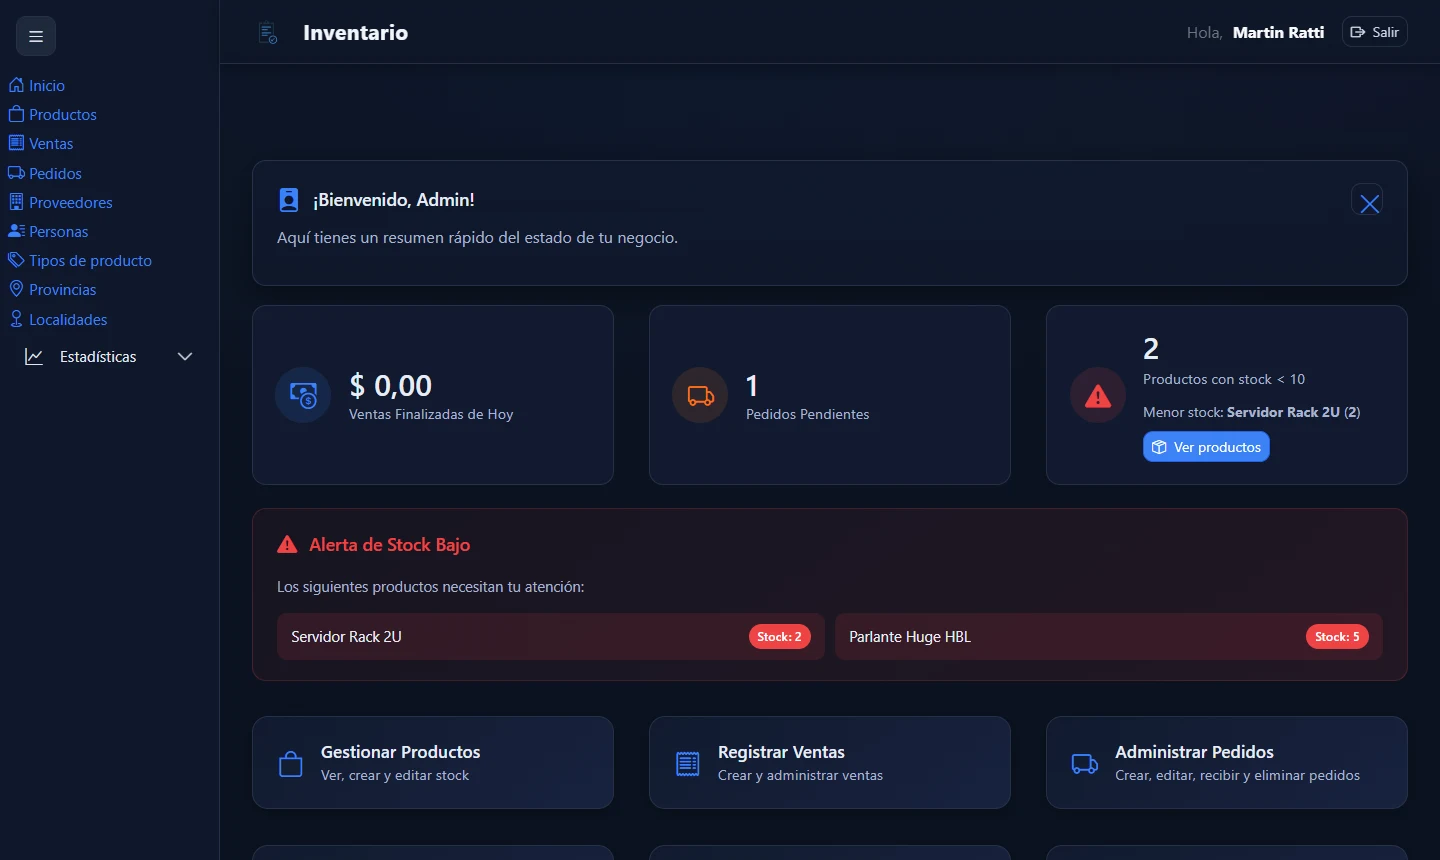 Inventario
Hola, Martin Ratti
Salir
Inicio
Productos
Ventas
Pedidos
Proveedores
Personas
Tipos de producto
Provincias
Localidades
Estadísticas
¡Bienvenido, Admin!
Aquí tienes un resumen rápido del estado de tu negocio.
$ 0,00
Ventas Finalizadas de Hoy
1
Pedidos Pendientes
2
Productos con stock < 10
Menor stock: Servidor Rack 2U (2)
Ver productos
Alerta de Stock Bajo
Los siguientes productos necesitan tu atención:
Servidor Rack 2U
Stock: 2
Parlante Huge HBL
Stock: 5
Gestionar Productos
Ver, crear y editar stock
Registrar Ventas
Crear y administrar ventas
Administrar Pedidos
Crear, editar, recibir y eliminar pedidos